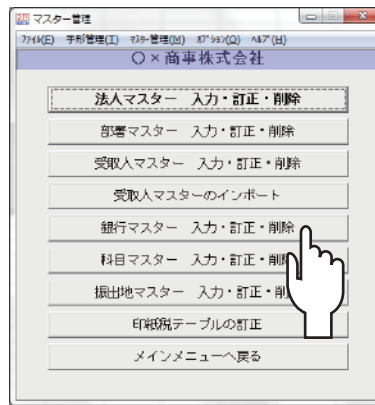 マスター管理
ﾌｧｲﾙ(E) 手形管理(I) ﾏｽﾀｰ管理(M) ｵﾌﾟｼｮﾝ(O) ﾍﾙﾌﾟ(H)
○×商事株式会社
法人マスター 入力・訂正・削除
部署マスター 入力・訂正・削除
受取人マスター 入力・訂正・削除
受取人マスターのインポート
銀行マスター 入力・訂正・削除
科目マスター 入力・訂正・削
振出地マスター 入力・訂正・
印紙税テーブルの訂正
メインメニューへ戻る